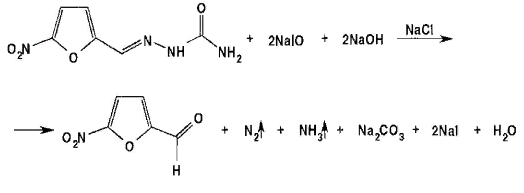 O₂N O N NH O NH₂ + 2NaIO + 2NaOH NaCl
O₂N O O H + N₂↑ + NH₃↑ + Na₂CO₃ + 2NaI + H₂O